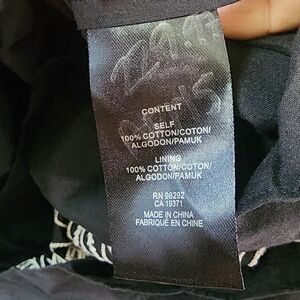 CONTENT
SELF
100% COTTON/COTON/
ALGODON/PAMUK
LINING
100% COTTON/COTON/
ALGODON/PAMUK
RN 98292
CA 19371
MADE IN CHINA
FABRIQUÉ EN CHINE